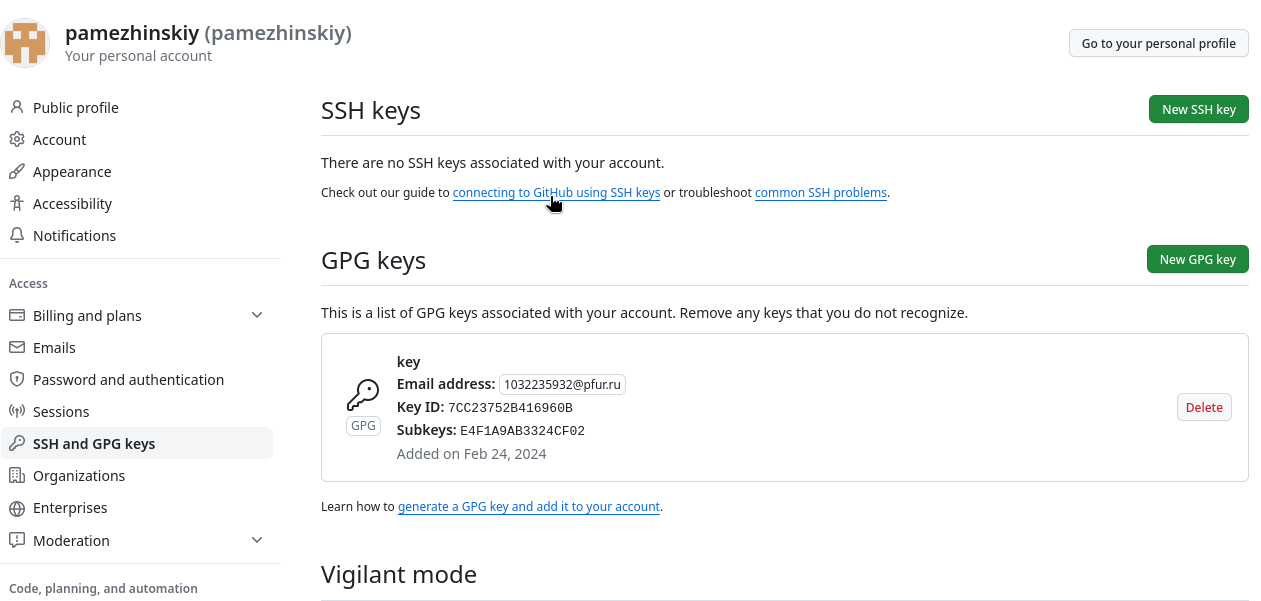 pamezhinskiy (pamezhinskiy)
Your personal account
Go to your personal profile
Public profile
Account
Appearance
Accessibility
Notifications
Access
Billing and plans
Emails
Password and authentication
Sessions
SSH and GPG keys
Organizations
Enterprises
Moderation
Code, planning, and automation
SSH keys
New SSH key
There are no SSH keys associated with your account.
Check out our guide to connecting to GitHub using SSH keys or troubleshoot common SSH problems.
GPG keys
New GPG key
This is a list of GPG keys associated with your account. Remove any keys that you do not recognize.
GPG
key
Email address: 1032235932@pfur.ru
Key ID: 7CC23752B416960B
Subkeys: E4F1A9AB3324CF02
Added on Feb 24, 2024
Delete
Learn how to generate a GPG key and add it to your account.
Vigilant mode